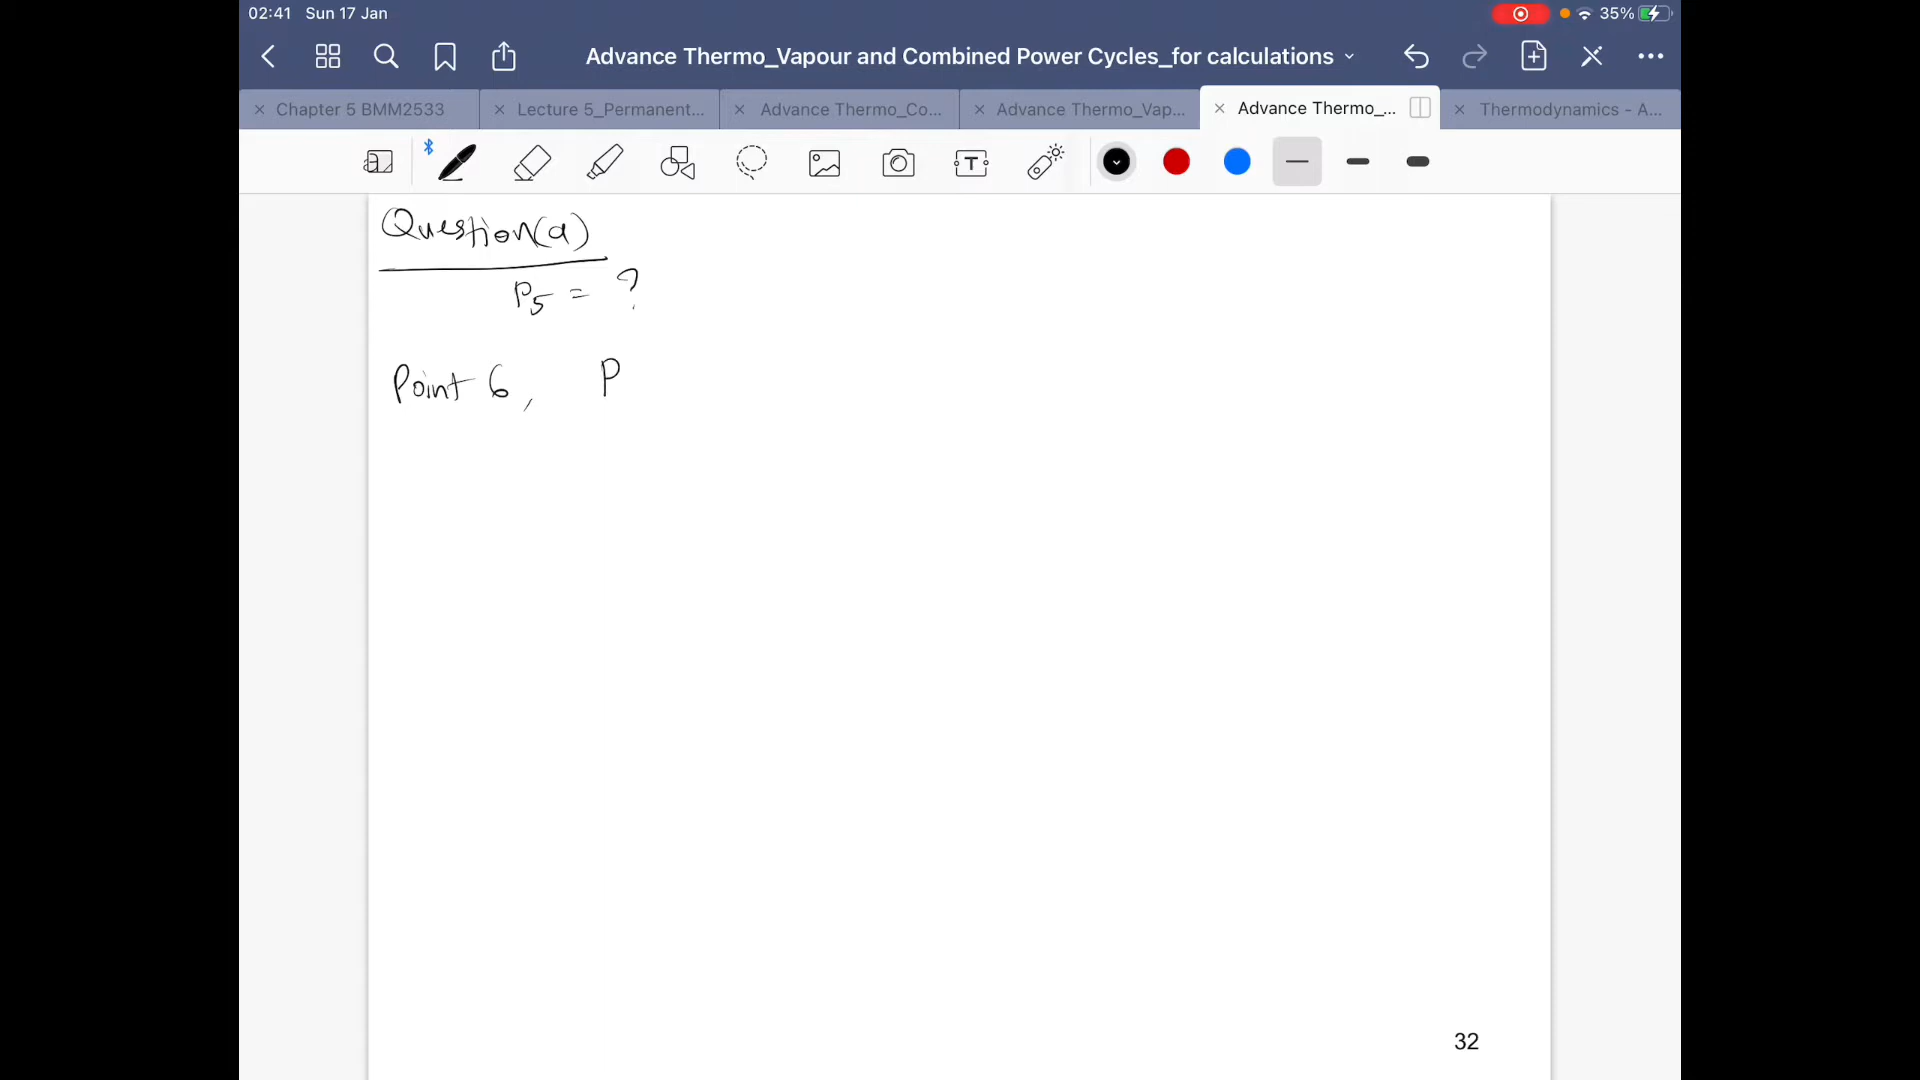 02:41 Sun 17 Jan 35%
Advance Thermo_Vapour and Combined Power Cycles_for calculations
Chapter 5 BMM2533 Lecture 5_Permanent... Advance Thermo_Co... Advance Thermo_Vap... Advance Thermo_... Thermodynamics - A...
Question(a)
P5 = ?
Point 6, P
32